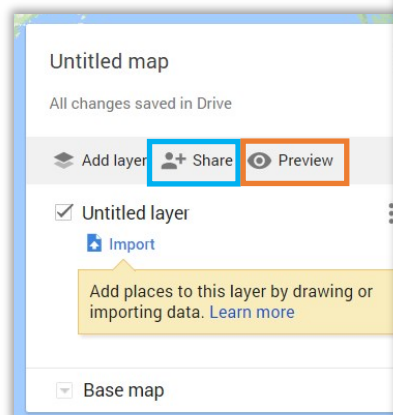 Untitled map
All changes saved in Drive
Add layer Share Preview
Untitled layer
Import
Add places to this layer by drawing or
importing data. Learn more
Base map